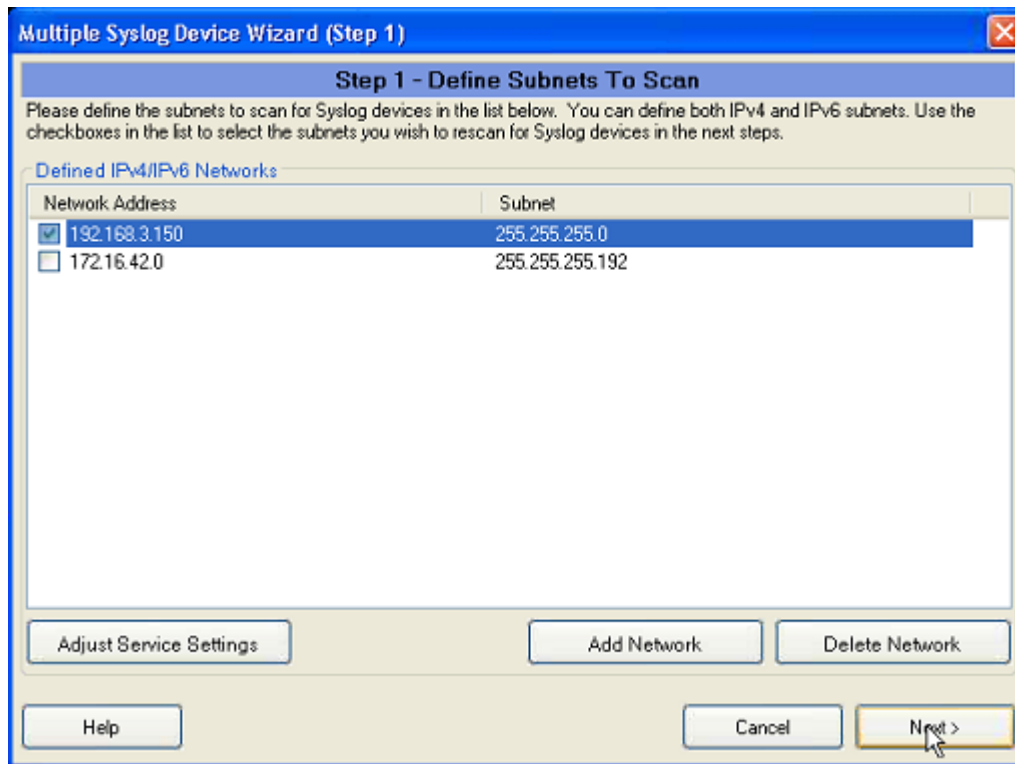 Multiple Syslog Device Wizard (Step 1)
Step 1 - Define Subnets To Scan
Please define the subnets to scan for Syslog devices in the list below. You can define both IPv4 and IPv6 subnets. Use the
checkboxes in the list to select the subnets you wish to rescan for Syslog devices in the next steps.
Defined IPv4/IPv6 Networks
Network Address Subnet
192.168.3.150 255.255.255.0
172.16.42.0 255.255.255.192
Adjust Service Settings Add Network Delete Network
Help Cancel Next >